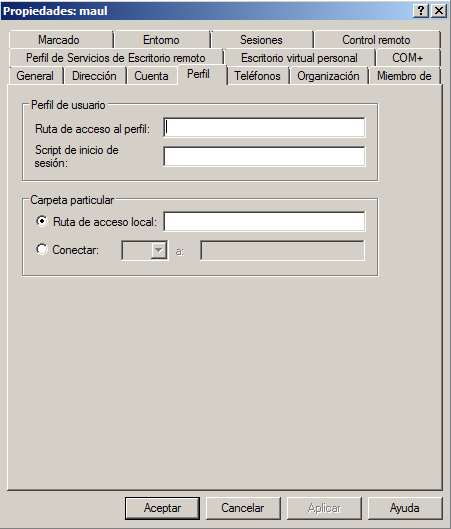 Propiedades: maul
Marcado Entorno Sesiones Control remoto
Perfil de Servicios de Escritorio remoto Escritorio virtual personal COM+
General Dirección Cuenta Perfil Teléfonos Organización Miembro de
Perfil de usuario
Ruta de acceso al perfil:
Script de inicio de
sesión:
Carpeta particular
Ruta de acceso local:
Conectar: a:
Aceptar Cancelar Aplicar Ayuda